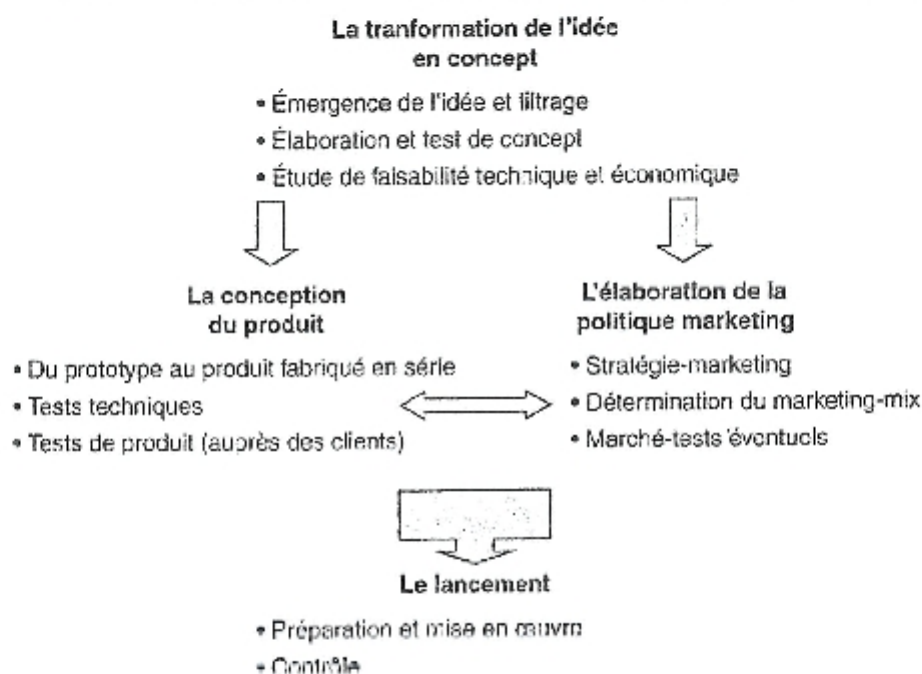 La tranformation de l'idée
en concept
• Émergence de l'idée et filtrage
• Élaboration et test de concept
• Étude de faisabilité technique et économique
La conception
du produit
• Du prototype au produit fabriqué en série
• Tests techniques
• Tests de produit (auprès des clients)
L'élaboration de la
politique marketing
• Stratégie-marketing
• Détermination du marketing-mix
• Marché-tests éventuels
Le lancement
• Préparation et mise en œuvre
• Contrôle